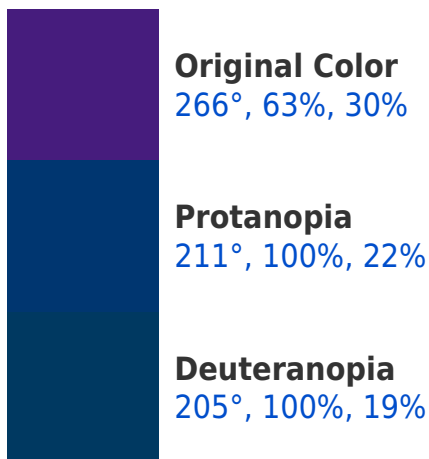 Original Color
266°, 63%, 30%
Protanopia
211°, 100%, 22%
Deuteranopia
205°, 100%, 19%